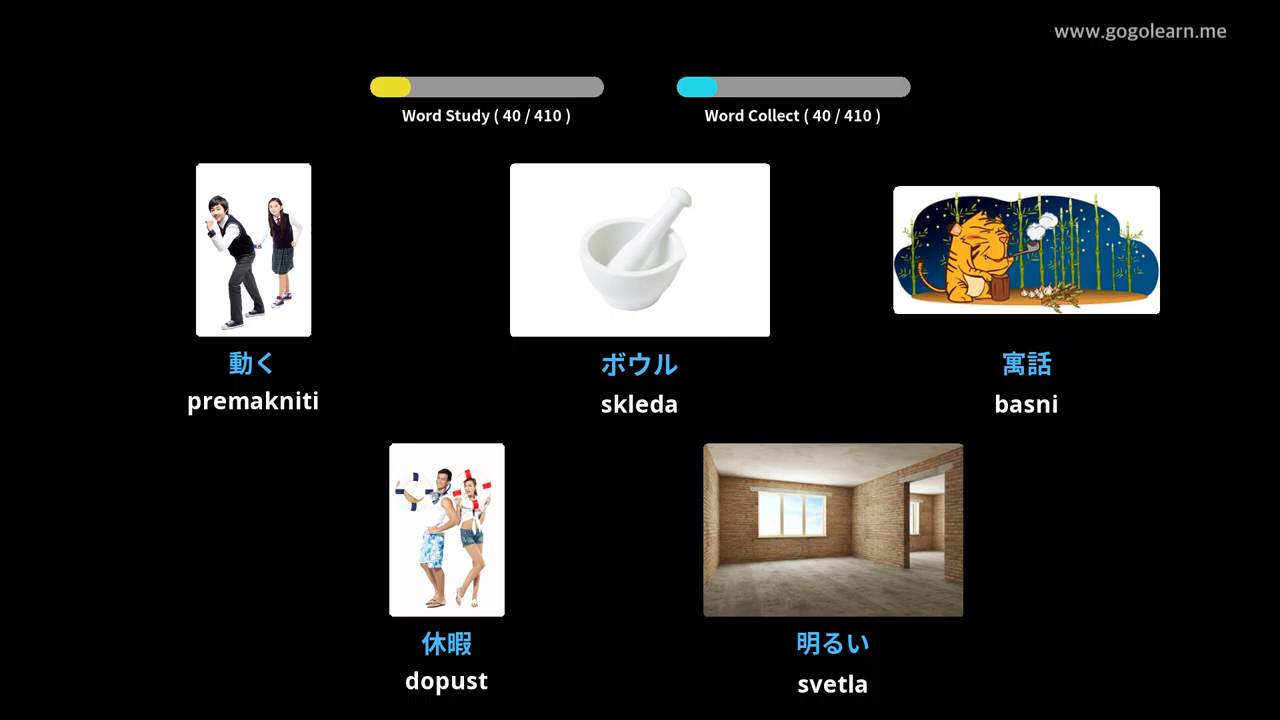 www.gogolearn.me
Word Study ( 40 / 410 )
Word Collect ( 40 / 410 )
動く
premakniti
ボウル
skleda
寓話
basni
休暇
dopust
明るい
svetla